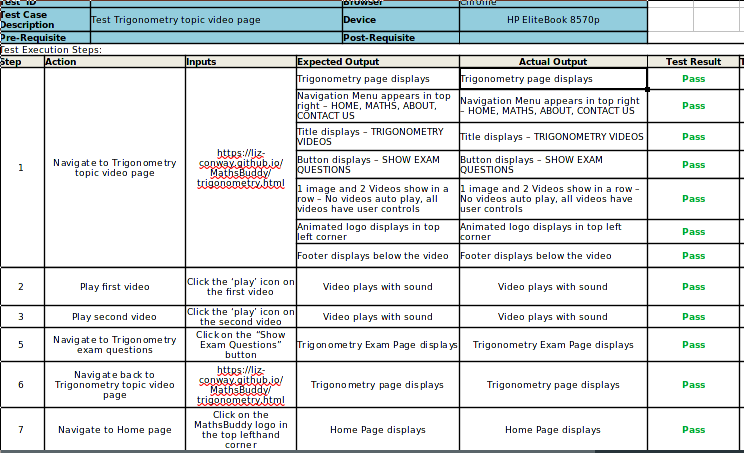 Test ID Browser Chrome
Test Case Description Test Trigonometry topic video page Device HP EliteBook 8570p
Pre-Requisite Post-Requisite
Test Execution Steps:
Step Action Inputs Expected Output Actual Output Test Result
1 Navigate to Trigonometry topic video page https://liz-conway.github.io/MathsBuddy/trigonometry.html
Trigonometry page displays Trigonometry page displays Pass
Navigation Menu appears in top right – HOME, MATHS, ABOUT, CONTACT US Navigation Menu appears in top right – HOME, MATHS, ABOUT, CONTACT US Pass
Title displays – TRIGONOMETRY VIDEOS Title displays – TRIGONOMETRY VIDEOS Pass
Button displays – SHOW EXAM QUESTIONS Button displays – SHOW EXAM QUESTIONS Pass
1 image and 2 Videos show in a row – No videos auto play, all videos have user controls 1 image and 2 Videos show in a row – No videos auto play, all videos have user controls Pass
Animated logo displays in top left corner Animated logo displays in top left corner Pass
Footer displays below the video Footer displays below the video Pass
2 Play first video Click the 'play' icon on the first video Video plays with sound Video plays with sound Pass
3 Play second video Click the 'play' icon on the second video Video plays with sound Video plays with sound Pass
5 Navigate to Trigonometry exam questions Click on the "Show Exam Questions" button Trigonometry Exam Page displays Trigonometry Exam Page displays Pass
6 Navigate back to Trigonometry topic video page https://liz-conway.github.io/MathsBuddy/trigonometry.html Trigonometry page displays Trigonometry page displays Pass
7 Navigate to Home page Click on the MathsBuddy logo in the top lefthand corner Home Page displays Home Page displays Pass